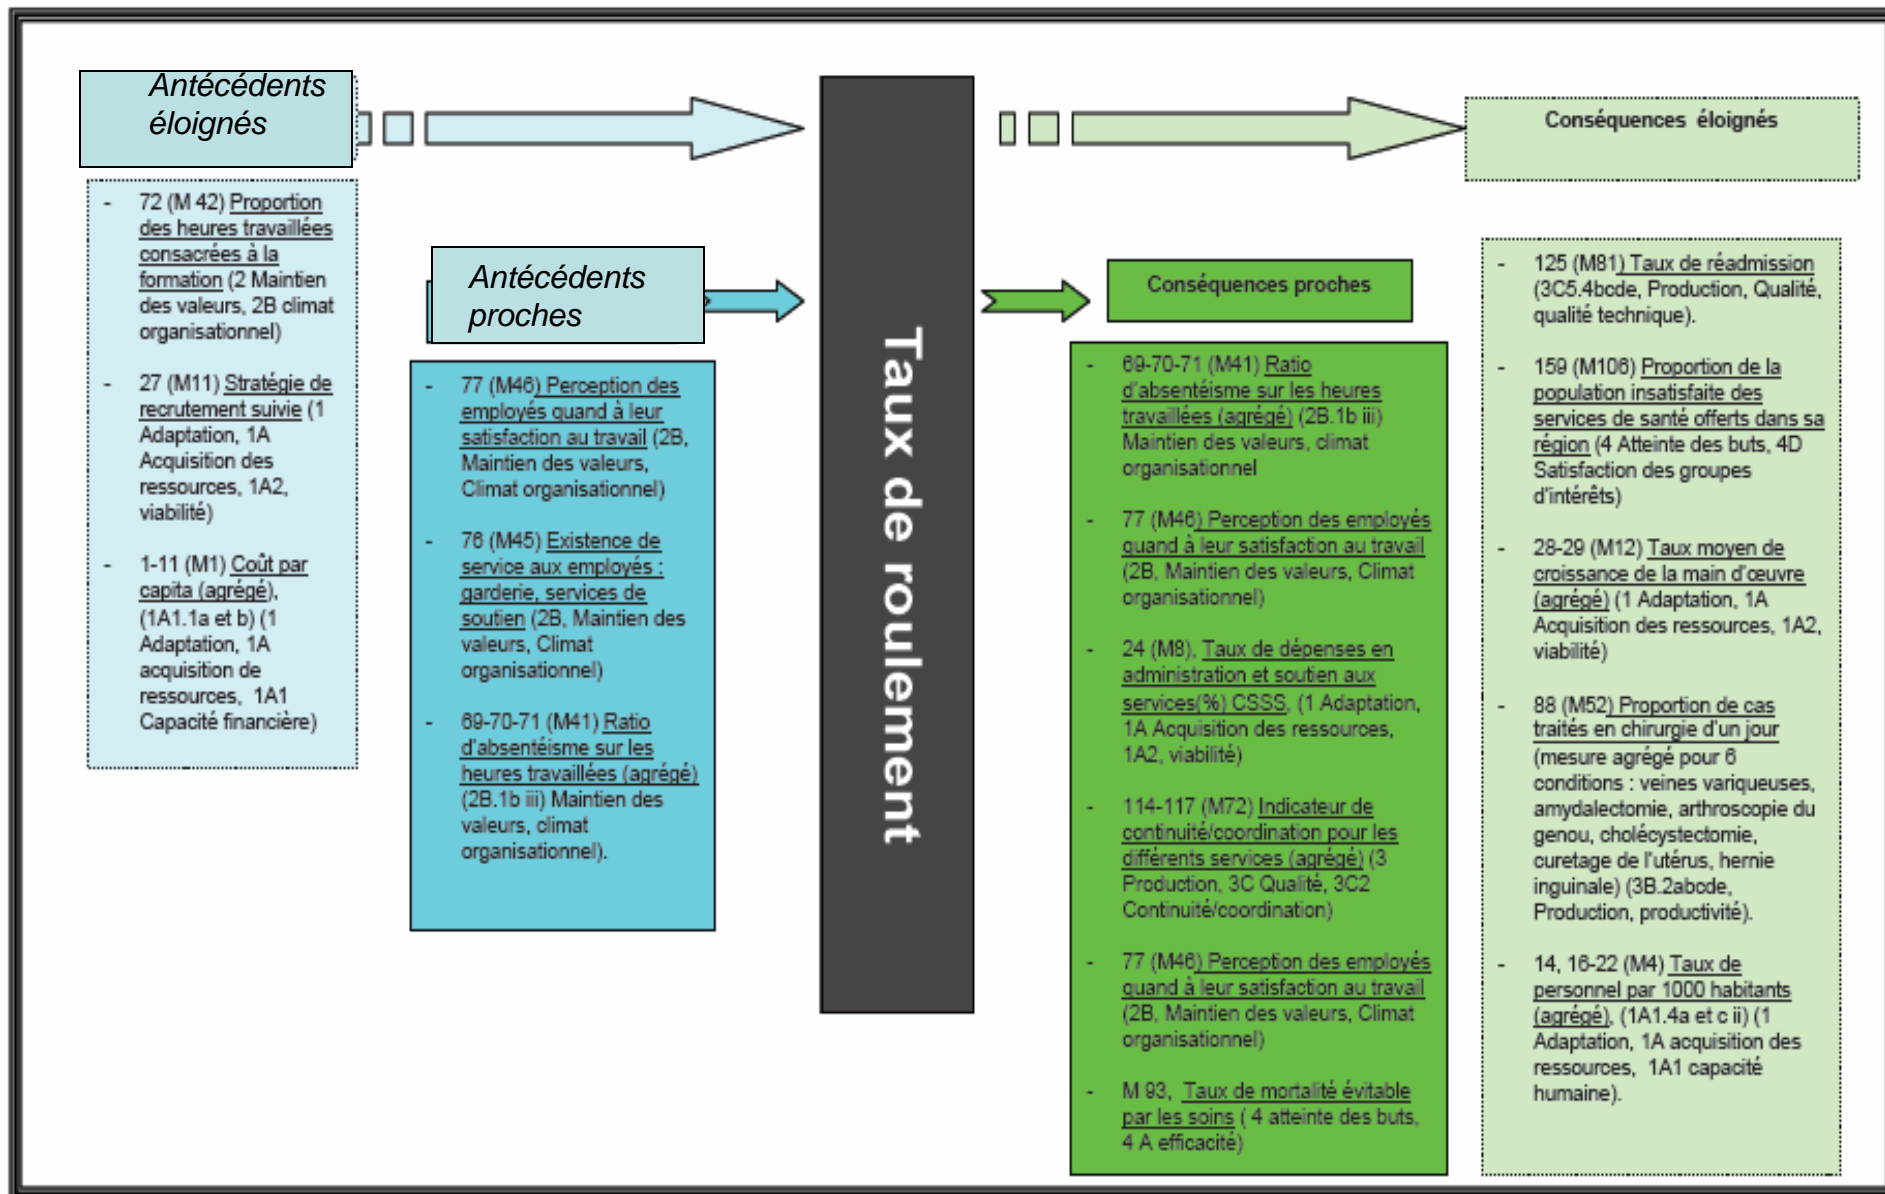 Antécédents
éloignés
- 72 (M 42) Proportion
des heures travaillées
consacrées à la
formation (2 Maintien
des valeurs, 2B climat
organisationnel)
- 27 (M11) Stratégie de
recrutement suivie (1
Adaptation, 1A
Acquisition des
ressources, 1A2,
viabilité)
- 1-11 (M1) Coût par
capita (agrégé),
(1A1.1a et b) (1
Adaptation, 1A
acquisition de
ressources, 1A1
Capacité financière)
Antécédents
proches
- 77 (M46) Perception des
employés quand à leur
satisfaction au travail (2B,
Maintien des valeurs,
Climat organisationnel)
- 76 (M45) Existence de
service aux employés :
garderie, services de
soutien (2B, Maintien des
valeurs, Climat
organisationnel)
- 69-70-71 (M41) Ratio
d'absentéisme sur les
heures travaillées (agrégé)
(2B.1b iii) Maintien des
valeurs, climat
organisationnel).
Taux de roulement
Conséquences proches
- 69-70-71 (M41) Ratio
d'absentéisme sur les heures
travaillées (agrégé) (2B.1b iii)
Maintien des valeurs, climat
organisationnel
- 77 (M46) Perception des employés
quand à leur satisfaction au travail
(2B, Maintien des valeurs, Climat
organisationnel)
- 24 (M8), Taux de dépenses en
administration et soutien aux
services(%) CSSS, (1 Adaptation,
1A Acquisition des ressources,
1A2, viabilité)
- 114-117 (M72) Indicateur de
continuité/coordination pour les
différents services (agrégé) (3
Production, 3C Qualité, 3C2
Continuité/coordination)
- 77 (M46) Perception des employés
quand à leur satisfaction au travail
(2B, Maintien des valeurs, Climat
organisationnel)
- M 93, Taux de mortalité évitable
par les soins ( 4 atteinte des buts,
4 A efficacité)
Conséquences éloignés
- 125 (M81) Taux de réadmission
(3C5.4bcde, Production, Qualité,
qualité technique).
- 159 (M106) Proportion de la
population insatisfaite des
services de santé offerts dans sa
région (4 Atteinte des buts, 4D
Satisfaction des groupes
d'intérêts)
- 28-29 (M12) Taux moyen de
croissance de la main d'œuvre
(agrégé) (1 Adaptation, 1A
Acquisition des ressources, 1A2,
viabilité)
- 88 (M52) Proportion de cas
traités en chirurgie d'un jour
(mesure agrégé pour 6
conditions : veines variqueuses,
amydalectomie, arthroscopie du
genou, cholécystectomie,
curetage de l'utérus, hernie
inguinale) (3B.2abcde,
Production, productivité).
- 14, 16-22 (M4) Taux de
personnel par 1000 habitants
(agrégé), (1A1.4a et c ii) (1
Adaptation, 1A acquisition des
ressources, 1A1 capacité
humaine).